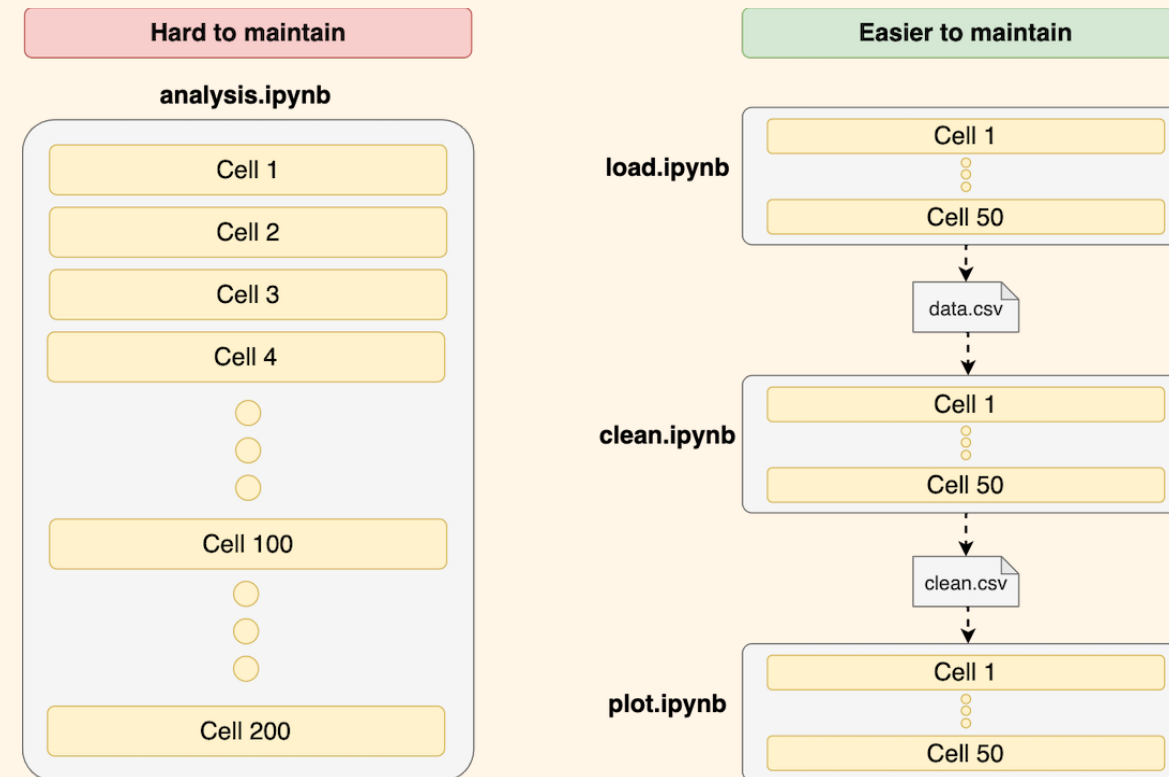 Hard to maintain
analysis.ipynb
Cell 1
Cell 2
Cell 3
Cell 4
Cell 100
Cell 200
Easier to maintain
load.ipynb
Cell 1
Cell 50
data.csv
clean.ipynb
Cell 1
Cell 50
clean.csv
plot.ipynb
Cell 1
Cell 50